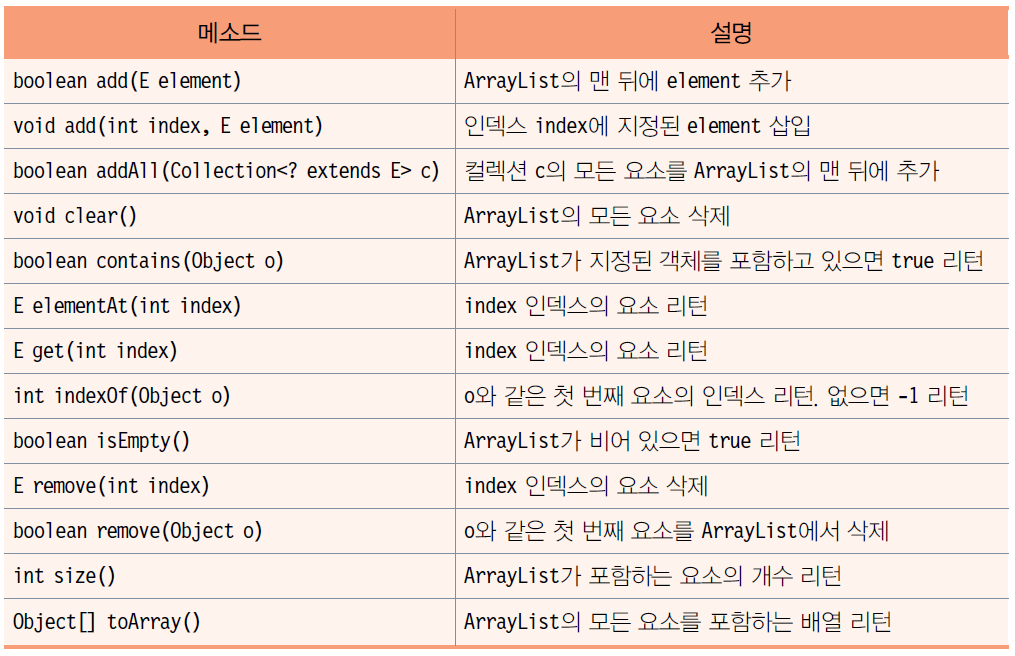 메소드 설명
boolean add(E element) ArrayList의 맨 뒤에 element 추가
void add(int index, E element) 인덱스 index에 지정된 element 삽입
boolean addAll(Collection<? extends E> c) 컬렉션 c의 모든 요소를 ArrayList의 맨 뒤에 추가
void clear() ArrayList의 모든 요소 삭제
boolean contains(Object o) ArrayList가 지정된 객체를 포함하고 있으면 true 리턴
E elementAt(int index) index 인덱스의 요소 리턴
E get(int index) index 인덱스의 요소 리턴
int indexOf(Object o) o와 같은 첫 번째 요소의 인덱스 리턴. 없으면 -1 리턴
boolean isEmpty() ArrayList가 비어 있으면 true 리턴
E remove(int index) index 인덱스의 요소 삭제
boolean remove(Object o) o와 같은 첫 번째 요소를 ArrayList에서 삭제
int size() ArrayList가 포함하는 요소의 개수 리턴
Object[] toArray() ArrayList의 모든 요소를 포함하는 배열 리턴